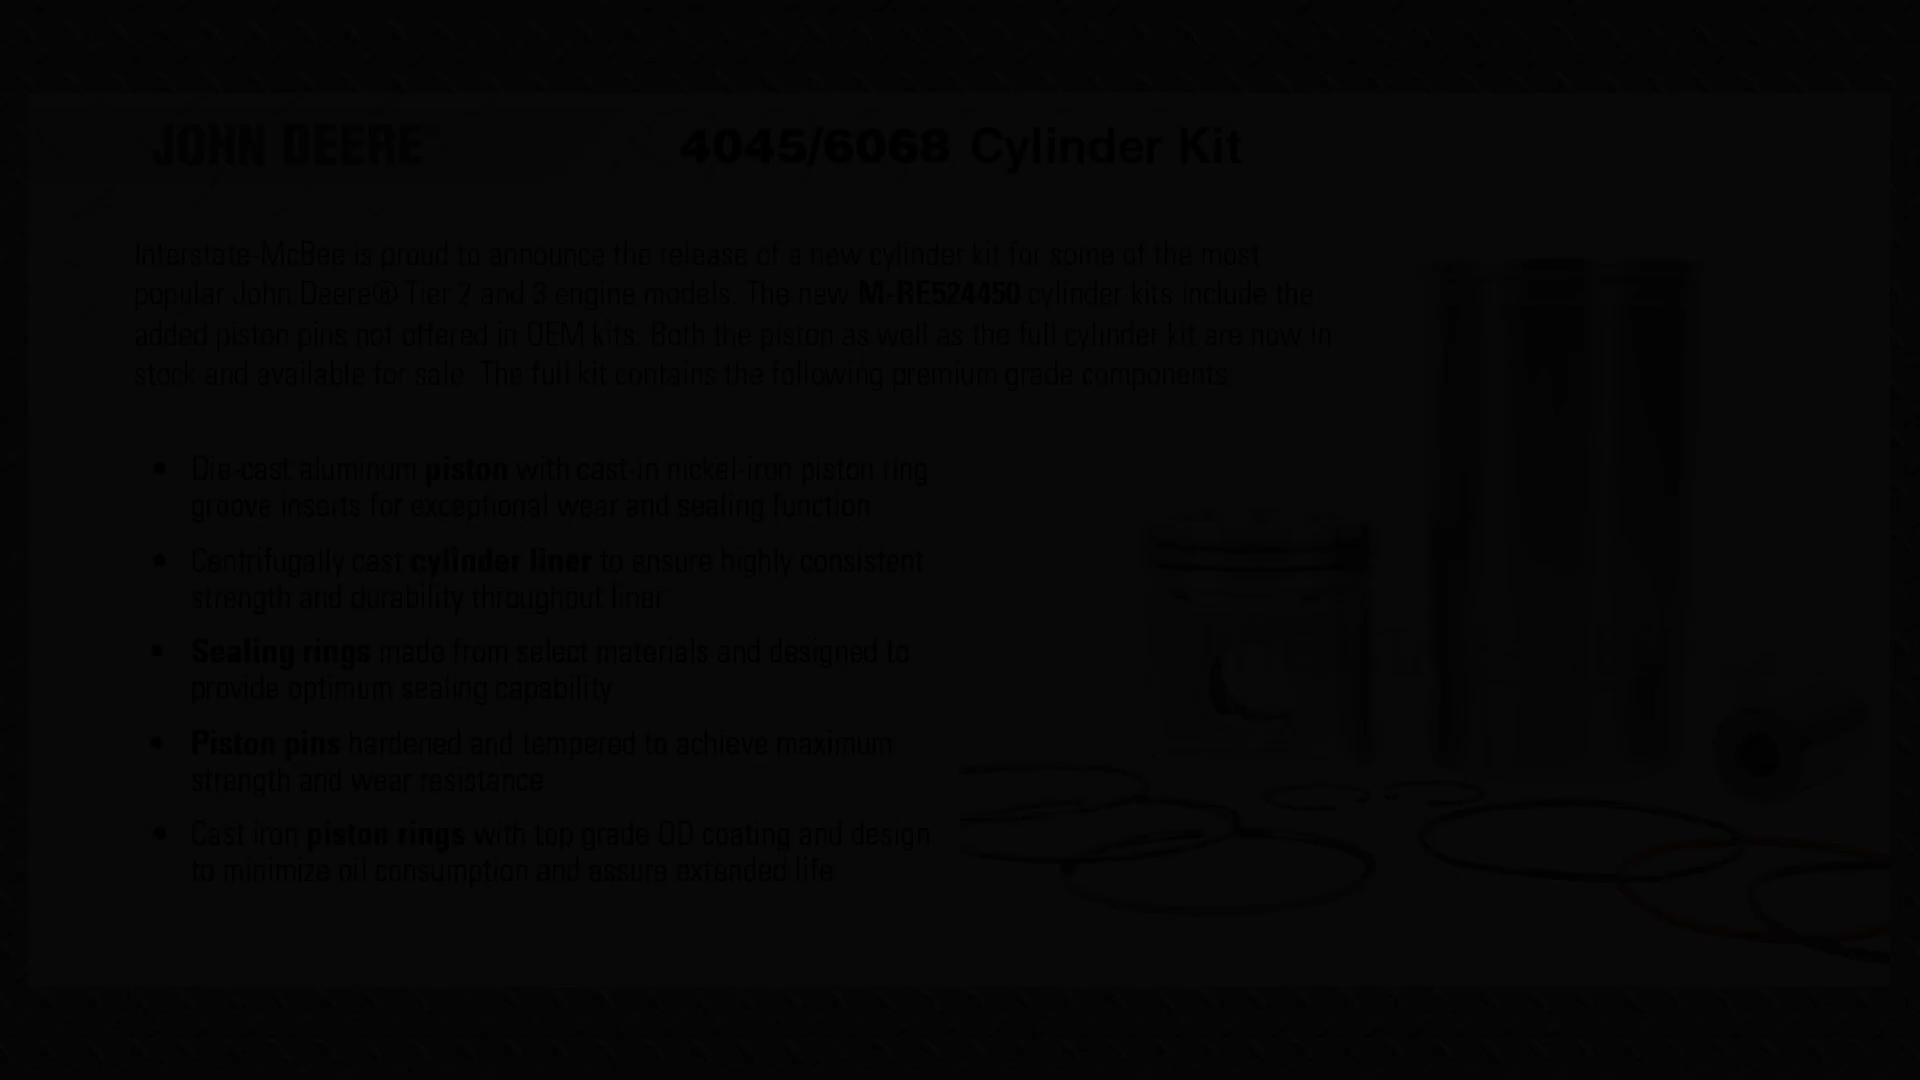 JOHN DEERE
4045/6068 Cylinder Kit
Interstate-McBee is proud to announce the release of a new cylinder kit for some of the most
popular John Deere® Tier 2 and 3 engine models. The new M-RE524450 cylinder kits include the
added piston pins not offered in OEM kits. Both the piston as well as the full cylinder kit are now in
stock and available for sale. The full kit contains the following premium grade components
• Die-cast aluminum piston with cast-in nickel-iron piston ring
groove inserts for exceptional wear and sealing function
• Centrifugally cast cylinder liner to ensure highly consistent
strength and durability throughout liner
• Sealing rings made from select materials and designed to
provide optimum sealing capability
• Piston pins hardened and tempered to achieve maximum
strength and wear resistance
• Cast iron piston rings with top grade OD coating and design
to minimize oil consumption and assure extended life